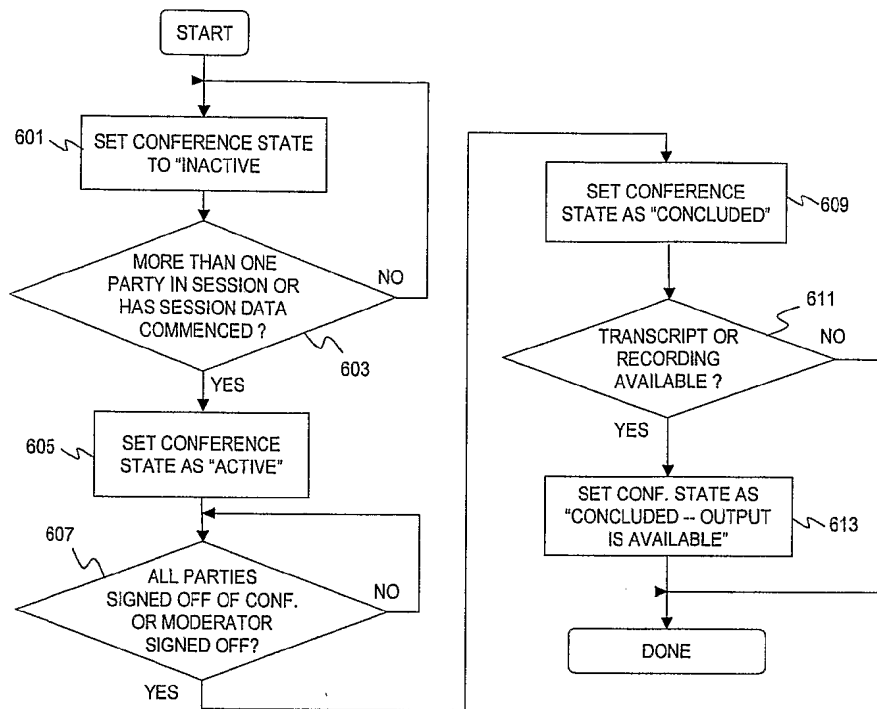 START
601
SET CONFERENCE STATE
TO "INACTIVE
MORE THAN ONE
PARTY IN SESSION OR
HAS SESSION DATA
COMMENCED ?
NO
603
YES
605
SET CONFERENCE
STATE AS "ACTIVE"
607
ALL PARTIES
SIGNED OFF OF CONF.
OR MODERATOR
SIGNED OFF?
NO
YES
SET CONFERENCE
STATE AS "CONCLUDED"
609
611
TRANSCRIPT OR
RECORDING
AVAILABLE ?
NO
YES
SET CONF. STATE AS
"CONCLUDED -- OUTPUT
IS AVAILABLE"
613
DONE